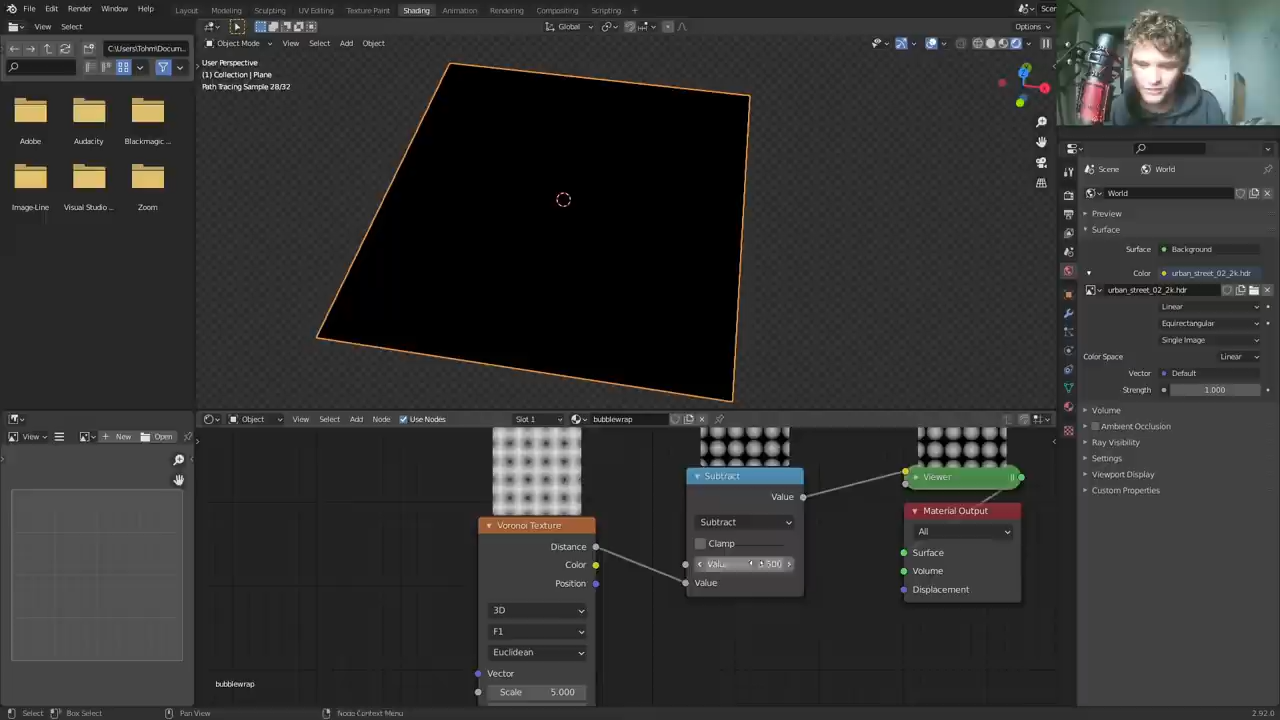 File Edit Render Window Help
Layout Modeling Sculpting UV Editing Texture Paint Shading Animation Rendering Compositing Scripting +
Scen
View Select
Global
Options
C:\Users\Tohm\Docum...
Object Mode View Select Add Object
User Perspective
(1) Collection | Plane
Path Tracing Sample 28/32
Adobe Audacity Blackmagic ...
Image-Line Visual Studio ... Zoom
Scene World
World
Preview
Surface
Surface Background
Color urban_street_02_2k.hdr
urban_street_02_2k.hdr
Linear
Equirectangular
Single Image
Color Space Linear
Vector Default
Strength 1.000
Volume
Ambient Occlusion
Ray Visibility
Settings
Viewport Display
Custom Properties
Object View Select Add Node Use Nodes Slot 1 bubblewrap
View New Open
Voronoi Texture
Distance
Color
Position
3D
F1
Euclidean
Vector
Scale 5.000
Subtract
Value
Subtract
Clamp
Value
Viewer
Material Output
All
Surface
Volume
Displacement
bubblewrap
Select Box Select Pan View Node Context Menu 2.92.0